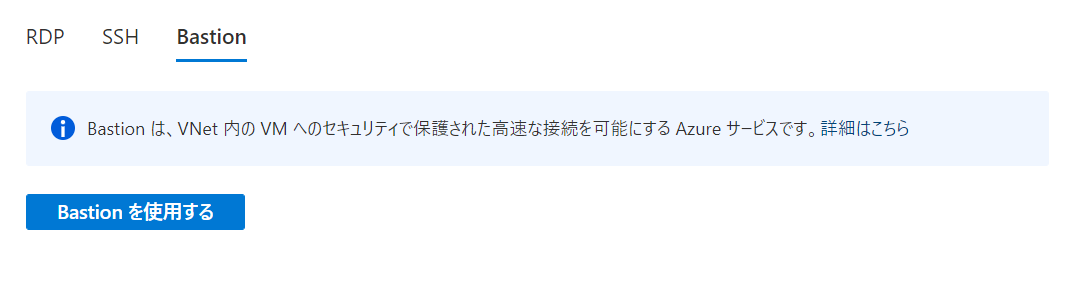 RDP SSH Bastion
Bastion は、VNet 内の VM へのセキュリティで保護された高速な接続を可能にする Azure サービスです。詳細はこちら
Bastion を使用する